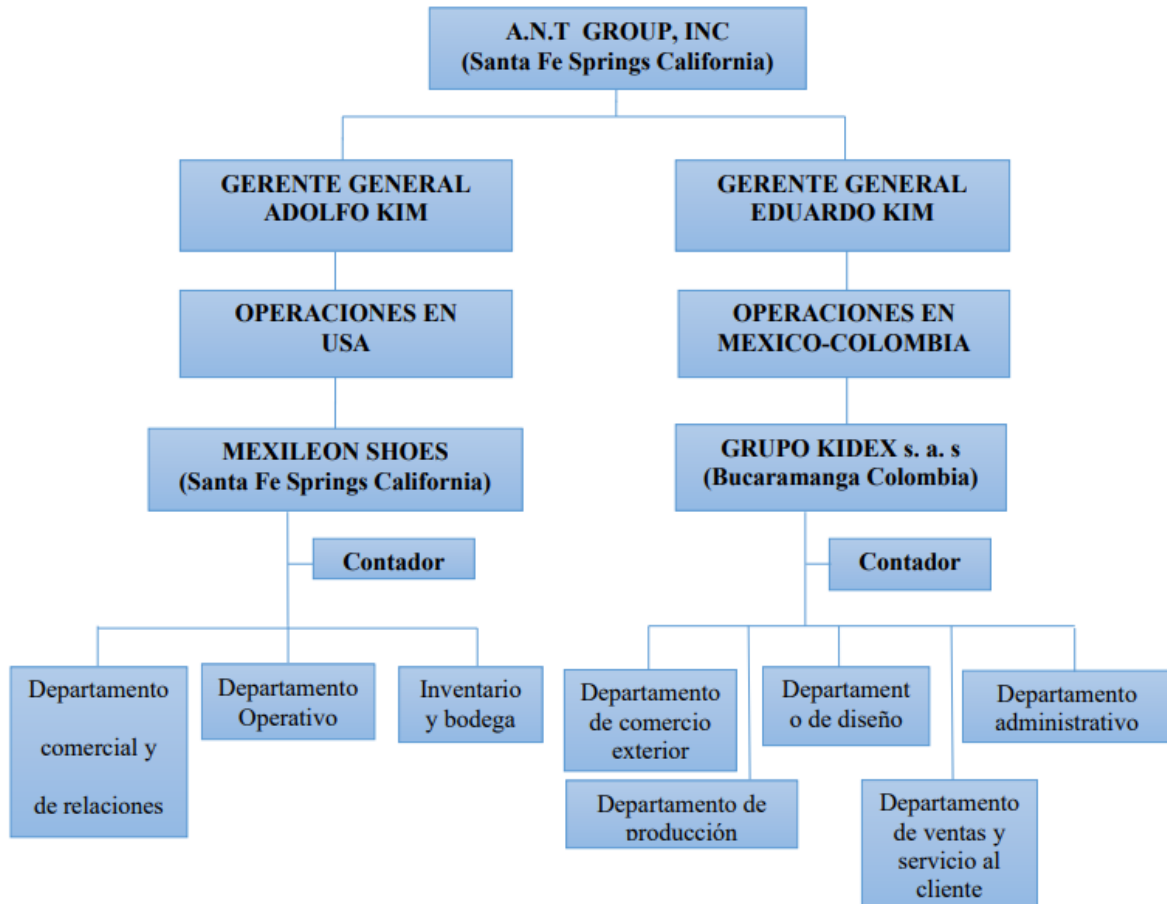 A.N.T GROUP, INC
(Santa Fe Springs California)
GERENTE GENERAL
ADOLFO KIM
GERENTE GENERAL
EDUARDO KIM
OPERACIONES EN
USA
OPERACIONES EN
MEXICO-COLOMBIA
MEXILEON SHOES
(Santa Fe Springs California)
GRUPO KIDEX s. a. s
(Bucaramanga Colombia)
Contador
Contador
Departamento
comercial y
de relaciones
Departamento
Operativo
Inventario
y bodega
Departamento
de comercio
exterior
Departamento de
producción
Departament
o de diseño
Departamento
de ventas y
servicio al
cliente
Departamento
administrativo